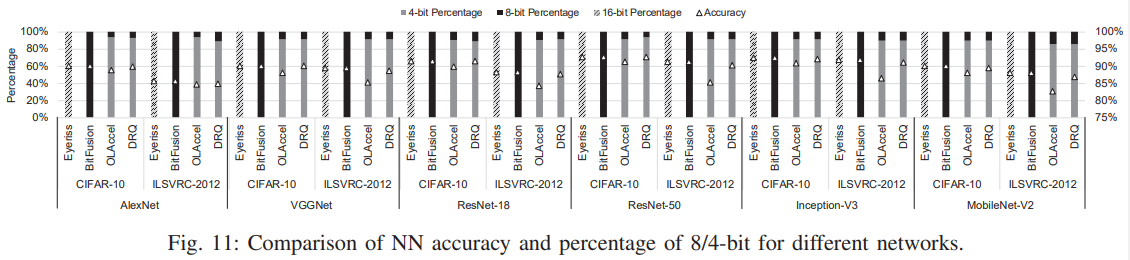 4-bit Percentage 8-bit Percentage 16-bit Percentage Accuracy
100% 100%
80% 95%
60% 90%
40% 85%
20% 80%
0% 75%
Percentage
Eyeriss BitFusion OLAccel DRQ Eyeriss BitFusion OLAccel DRQ Eyeriss BitFusion OLAccel DRQ Eyeriss BitFusion OLAccel DRQ Eyeriss BitFusion OLAccel DRQ Eyeriss BitFusion OLAccel DRQ Eyeriss BitFusion OLAccel DRQ Eyeriss BitFusion OLAccel DRQ Eyeriss BitFusion OLAccel DRQ Eyeriss BitFusion OLAccel DRQ Eyeriss BitFusion OLAccel DRQ Eyeriss BitFusion OLAccel DRQ
CIFAR-10 ILSVRC-2012 CIFAR-10 ILSVRC-2012 CIFAR-10 ILSVRC-2012 CIFAR-10 ILSVRC-2012 CIFAR-10 ILSVRC-2012 CIFAR-10 ILSVRC-2012
AlexNet VGGNet ResNet-18 ResNet-50 Inception-V3 MobileNet-V2
Fig. 11: Comparison of NN accuracy and percentage of 8/4-bit for different networks.